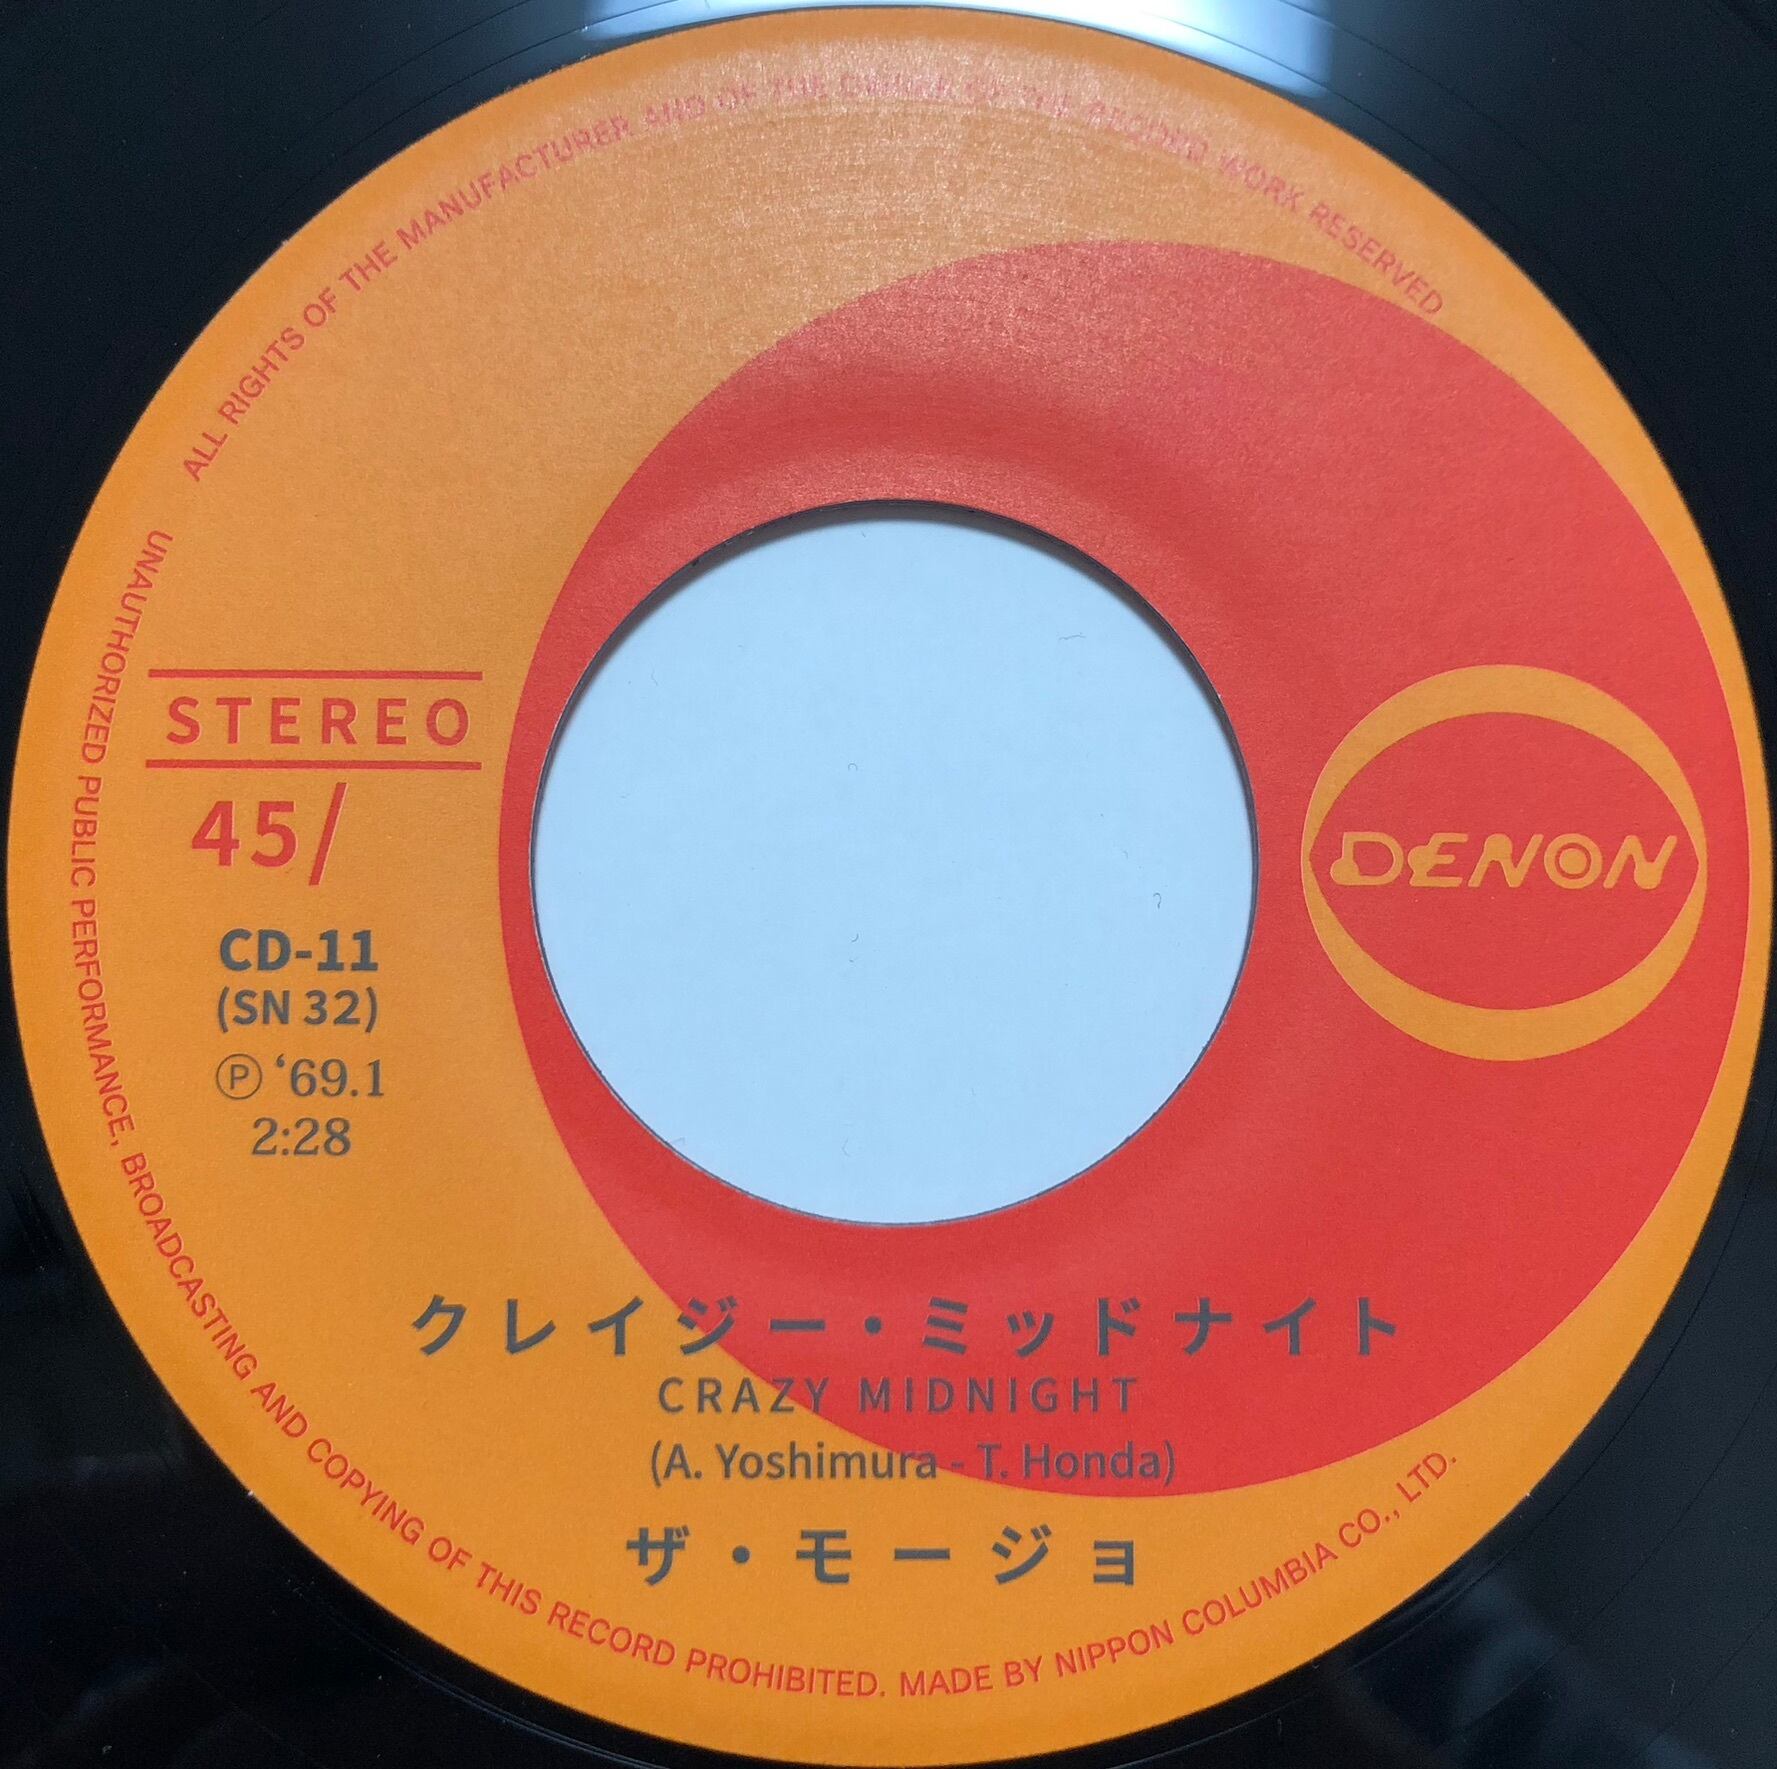 ALL RIGHTS OF THE MANUFACTURER AND OF THE OWNER OF THE RECORDED WORK RESERVED
UNAUTHORIZED PUBLIC PERFORMANCE, BROADCASTING AND COPYING OF THIS RECORD PROHIBITED. MADE BY NIPPON COLUMBIA CO., LTD.
STEREO
45/
DENON
CD-11
(SN 32)
Ⓟ ‘69.1
2:28
クレイジー・ミッドナイト
CRAZY MIDNIGHT
(A. Yoshimura - T. Honda)
ザ・モージョ